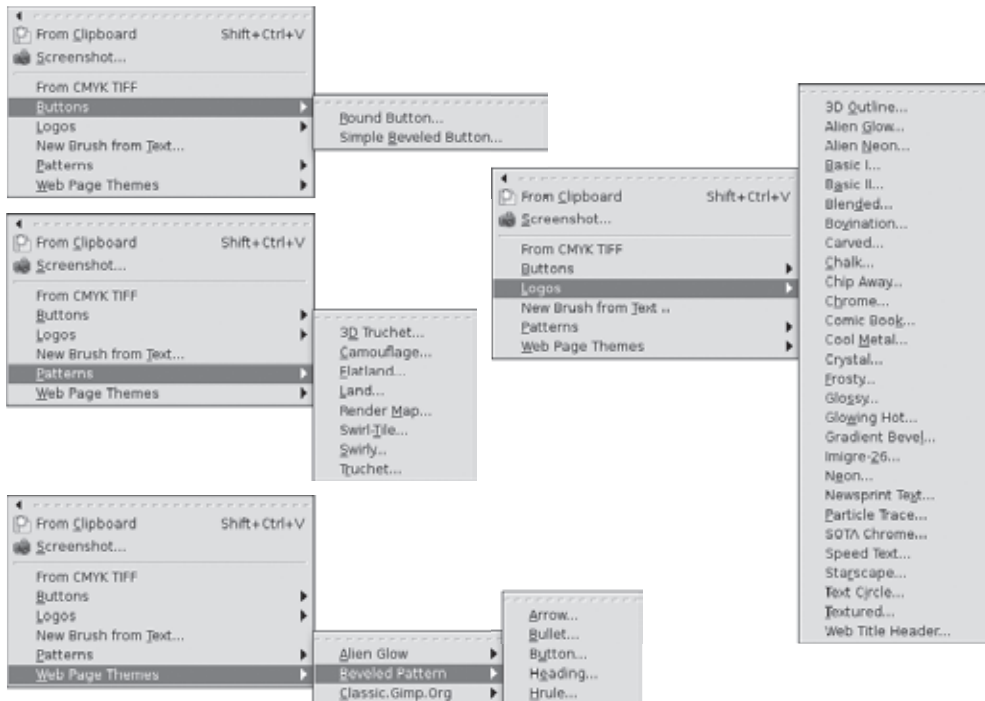 From Clipboard Shift+Ctrl+V
Screenshot...
From CMYK TIFF
Buttons
Logos
New Brush from Text...
Patterns
Web Page Themes
Round Button...
Simple Beveled Button...
From Clipboard Shift+Ctrl+V
Screenshot...
From CMYK TIFF
Buttons
Logos
New Brush from Text...
Patterns
Web Page Themes
3D Truchet...
Camouflage...
Flatland...
Land...
Render Map...
Swirl-Tile...
Swirly...
Truchet...
From Clipboard Shift+Ctrl+V
Screenshot...
From CMYK TIFF
Buttons
Logos
New Brush from Text...
Patterns
Web Page Themes
Alien Glow
Beveled Pattern
Classic.Gimp.Org
Arrow...
Bullet...
Button...
Heading...
Hrule...
From Clipboard Shift+Ctrl+V
Screenshot...
From CMYK TIFF
Buttons
Logos
New Brush from Text ..
Patterns
Web Page Themes
3D Outline...
Alien Glow...
Alien Neon...
Basic I...
Basic II...
Blended...
Bovination...
Carved...
Chalk...
Chip Away...
Chrome...
Comic Book...
Cool Metal...
Crystal...
Frosty...
Glossy...
Glowing Hot...
Gradient Bevel...
Imigre-26...
Neon...
Newsprint Text...
Particle Trace...
SOTA Chrome...
Speed Text...
Starscape...
Text Circle...
Textured...
Web Title Header...